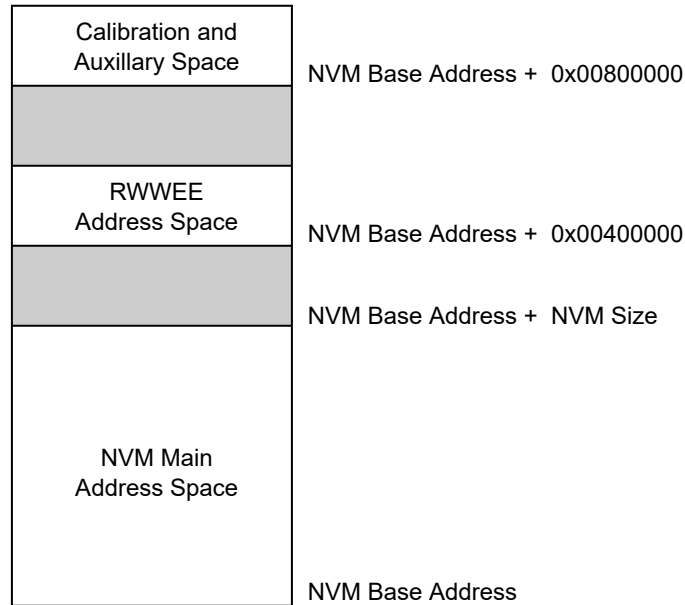 Calibration and
Auxillary Space
NVM Base Address + 0x00800000
RWWEE
Address Space
NVM Base Address + 0x00400000
NVM Base Address + NVM Size
NVM Main
Address Space
NVM Base Address